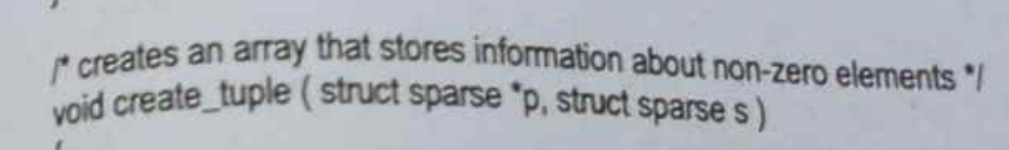 /* creates an array that stores information about non-zero elements */
void create_tuple ( struct sparse *p, struct sparse s )